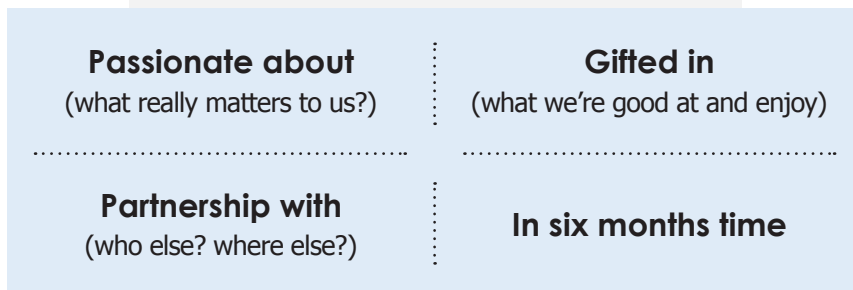 Passionate about
(what really matters to us?)
Gifted in
(what we're good at and enjoy)
Partnership with
(who else? where else?)
In six months time